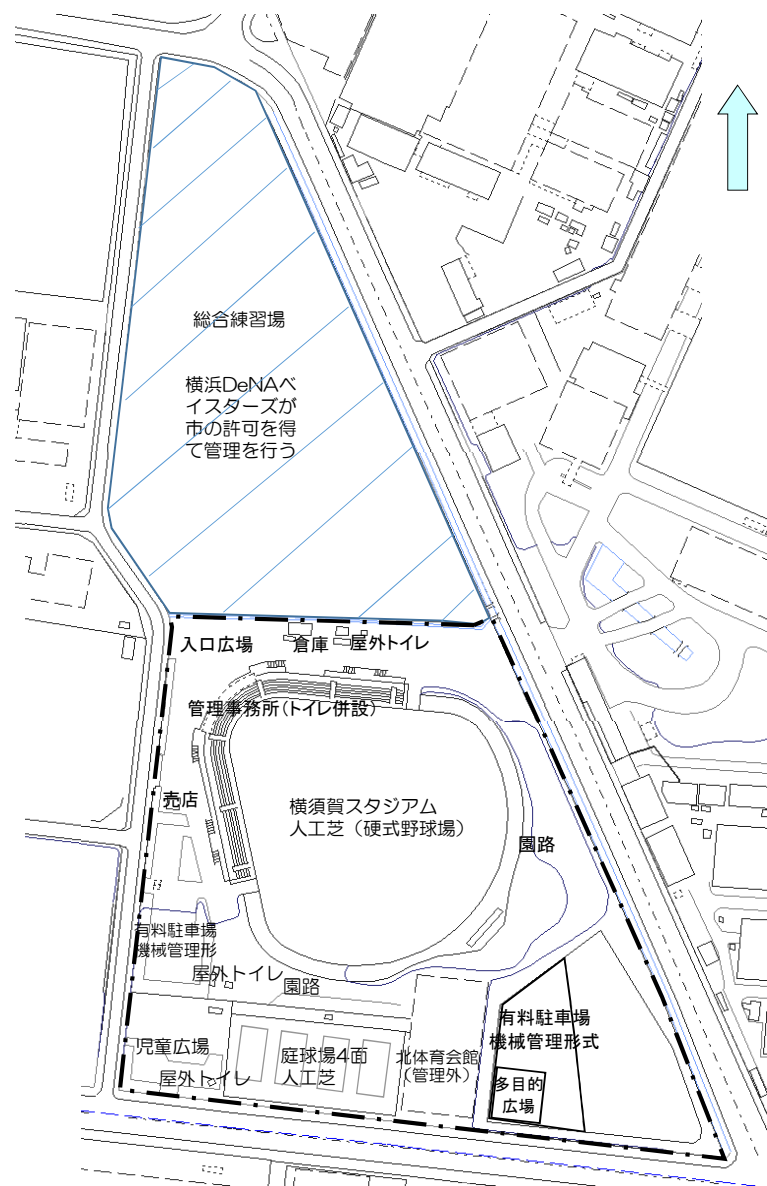 総合練習場
横浜DeNAベ
イスターズが
市の許可を得
て管理を行う
入口広場
倉庫
屋外トイレ
管理事務所(トイレ併設)
売店
横須賀スタジアム
人工芝（硬式野球場）
園路
有料駐車場
機械管理形
屋外トイレ
園路
有料駐車場
機械管理形式
児童広場
屋外トイレ
庭球場4面
人工芝
北体育会館
（管理外）
多目的
広場